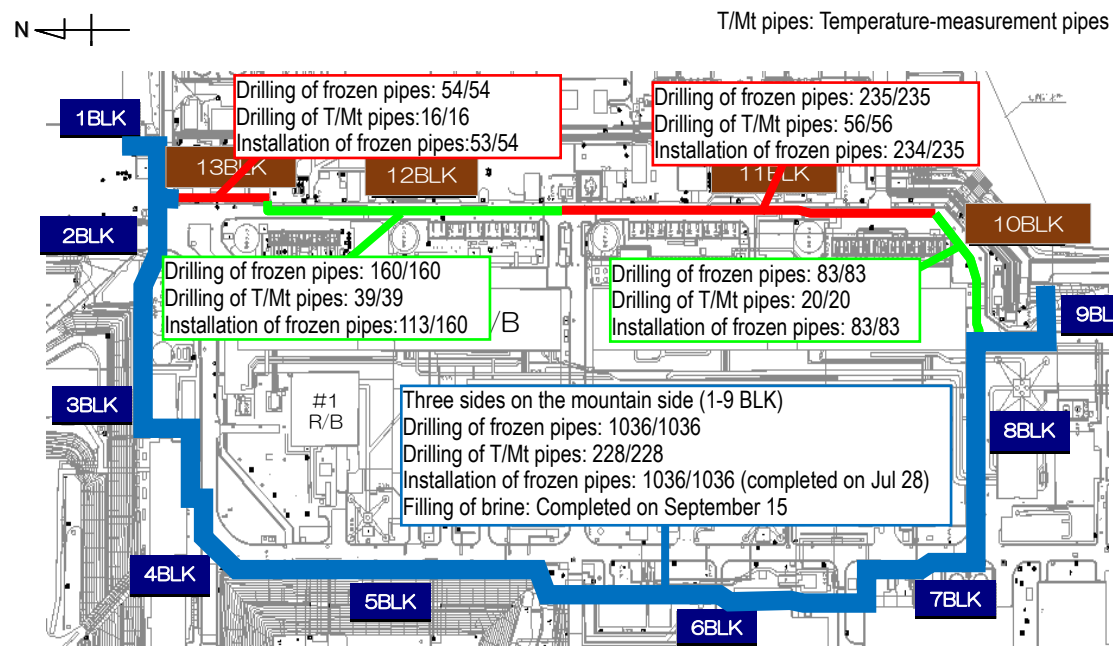 N
T/Mt pipes: Temperature-measurement pipes
1BLK
Drilling of frozen pipes: 54/54
Drilling of T/Mt pipes:16/16
Installation of frozen pipes:53/54
Drilling of frozen pipes: 235/235
Drilling of T/Mt pipes: 56/56
Installation of frozen pipes: 234/235
13BLK
12BLK
11BLK
10BLK
2BLK
Drilling of frozen pipes: 160/160
Drilling of T/Mt pipes: 39/39
Installation of frozen pipes:113/160
/B
Drilling of frozen pipes: 83/83
Drilling of T/Mt pipes: 20/20
Installation of frozen pipes: 83/83
9BL
3BLK
#1
R/B
Three sides on the mountain side (1-9 BLK)
Drilling of frozen pipes: 1036/1036
Drilling of T/Mt pipes: 228/228
Installation of frozen pipes: 1036/1036 (completed on Jul 28)
Filling of brine: Completed on September 15
8BLK
4BLK
5BLK
6BLK
7BLK